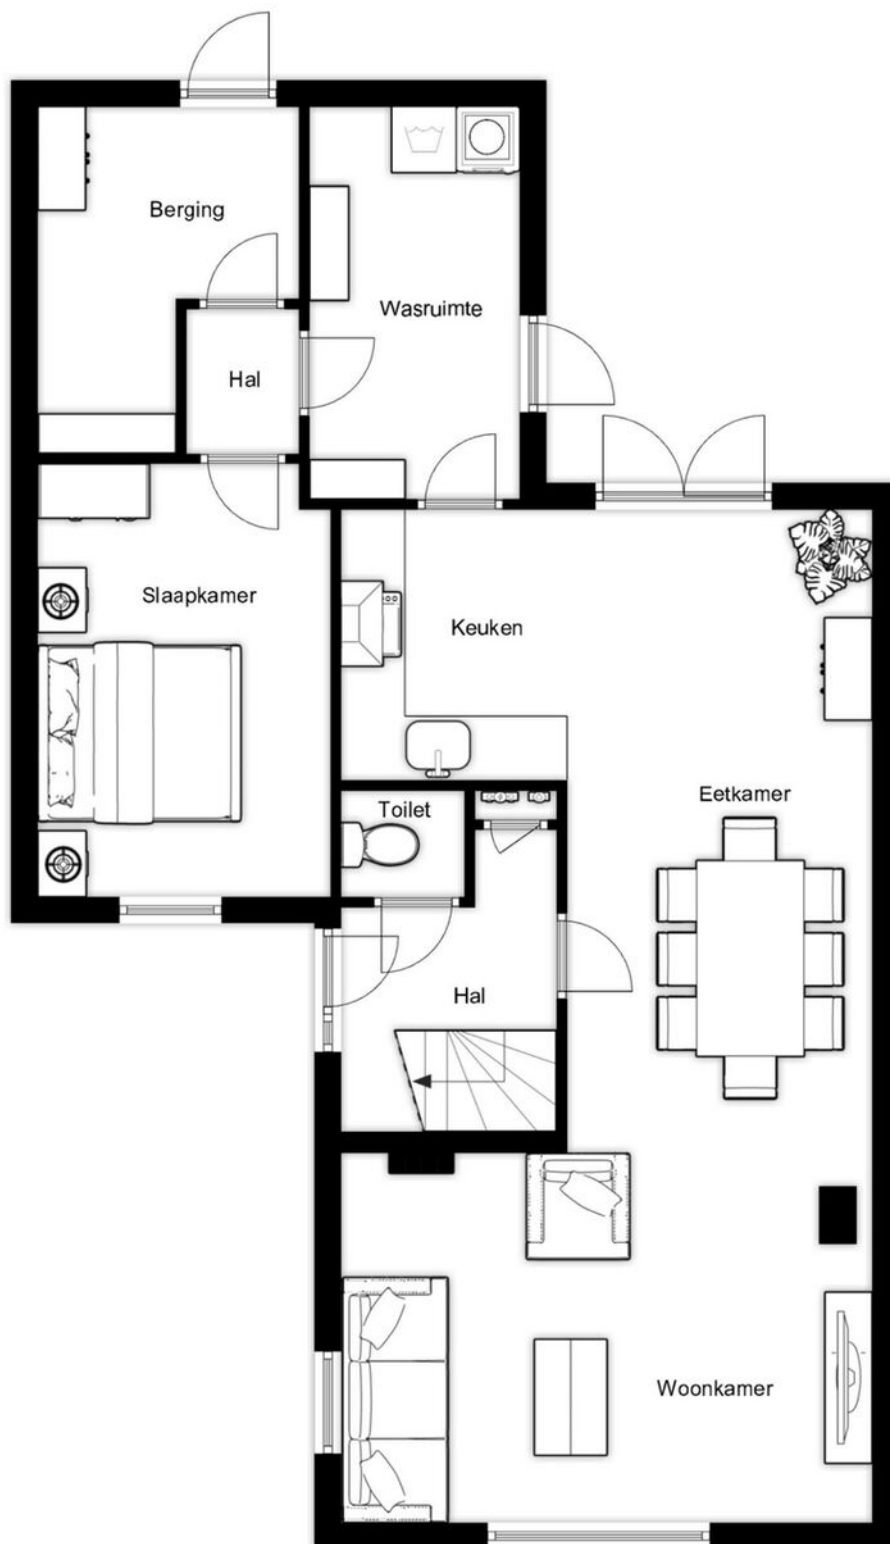 Berging
Wasruimte
Hal
Slaapkamer
Keuken
Eetkamer
Toilet
Hal
Woonkamer